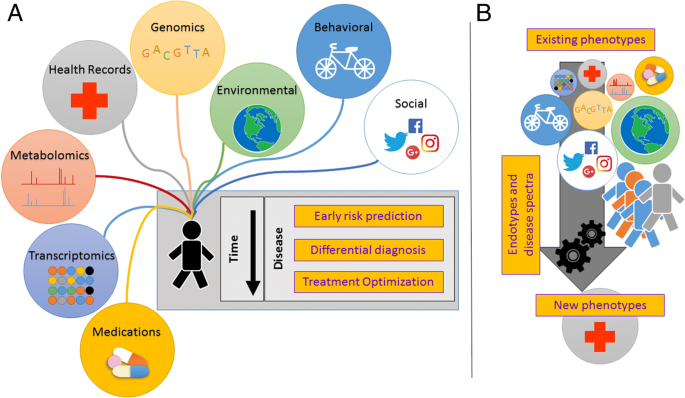 A
Genomics
GACGTTA
Behavioral
Health Records
Environmental
Social
f
G+
Metabolomics
Transcriptomics
Medications
Time
Disease
Early risk prediction
Differential diagnosis
Treatment Optimization
B
Existing phenotypes
GACGTTA
f
G+
Endotypes and
disease spectra
New phenotypes